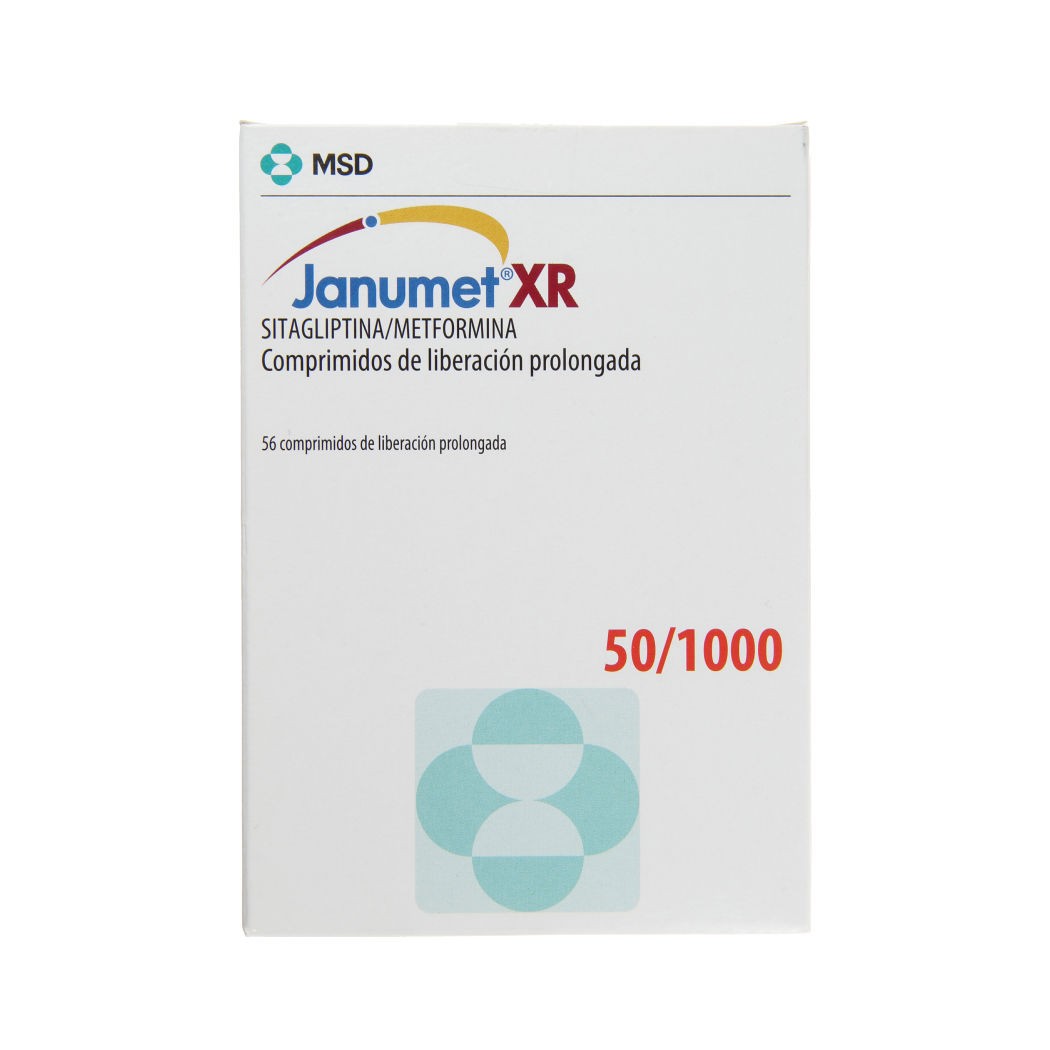 MSD
Janumet® XR
SITAGLIPTINA/METFORMINA
Comprimidos de liberación prolongada
56 comprimidos de liberación prolongada
50/1000